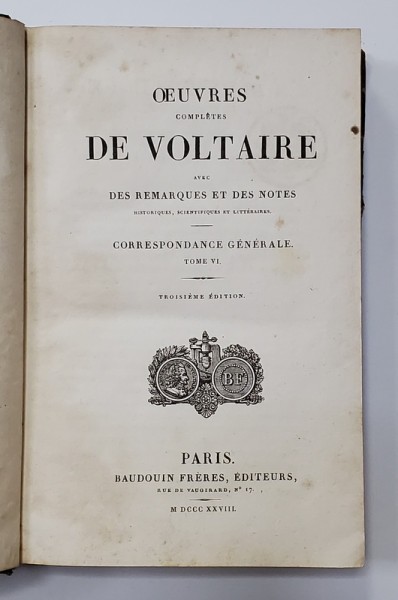 ŒUVRES
COMPLÈTES
DE VOLTAIRE
AVEC
DES REMARQUES ET DES NOTES
HISTORIQUES, SCIENTIFIQUES ET LITTÉRAIRES.
CORRESPONDANCE GÉNÉRALE.
TOME VI.
TROISIÈME ÉDITION.
BF
PARIS.
BAUDOUIN FRÈRES, ÉDITEURS,
RUE DE VAUGIRARD, N° 17.
M DCCC XXVIII.